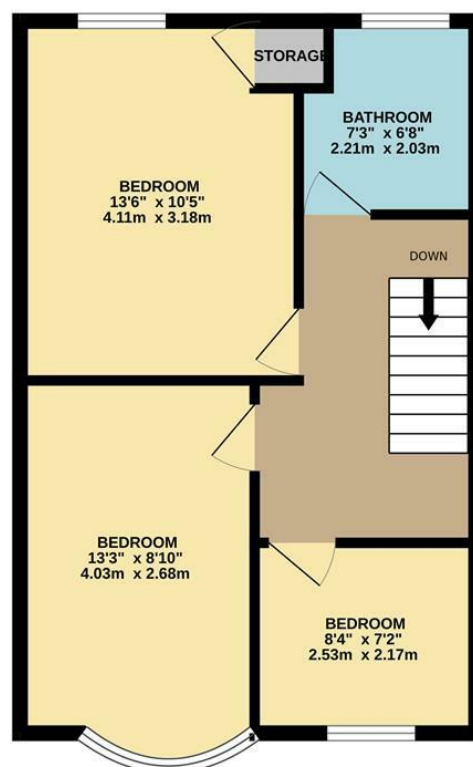 STORAGE
BATHROOM
7'3" x 6'8"
2.21m x 2.03m
BEDROOM
13'6" x 10'5"
4.11m x 3.18m
DOWN
BEDROOM
13'3" x 8'10"
4.03m x 2.68m
BEDROOM
8'4" x 7'2"
2.53m x 2.17m